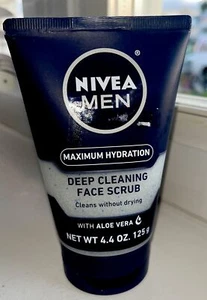 NIVEA
MEN
MAXIMUM HYDRATION
DEEP CLEANING
FACE SCRUB
Cleans without drying
WITH ALOE VERA
NET WT 4.4 OZ. 125g